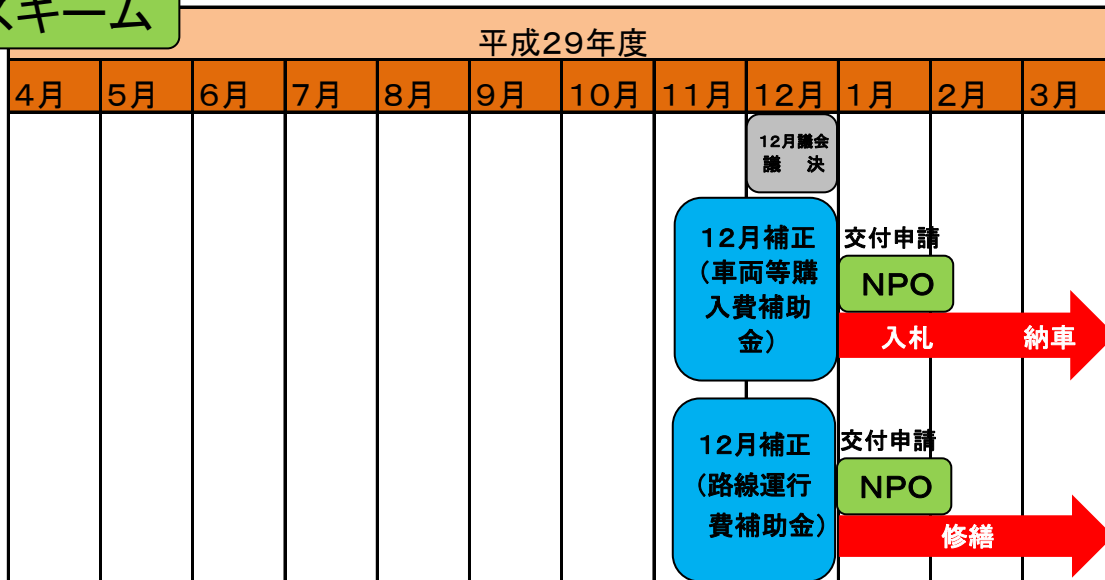 スキーム
平成29年度
4月 5月 6月 7月 8月 9月 10月 11月 12月 1月 2月 3月
12月議会
議 決
12月補正
(車両等購
入費補助
金)
交付申請
NPO
入札 納車
12月補正
(路線運行
費補助金)
交付申請
NPO
修繕